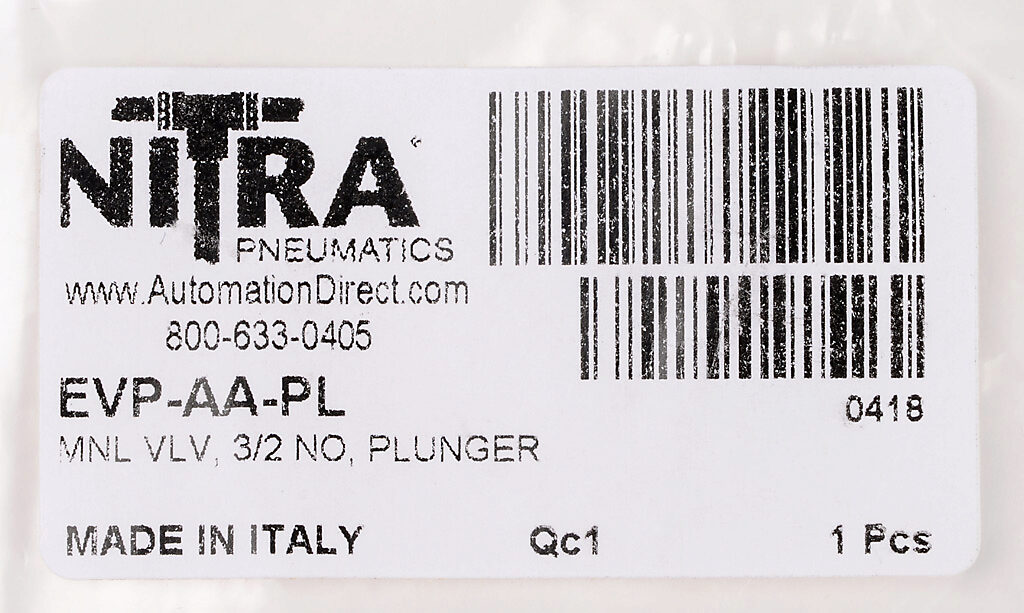 NITRA
PNEUMATICS
www.AutomationDirect.com
800-633-0405
EVP-AA-PL
MNL VLV, 3/2 NO, PLUNGER
0418
MADE IN ITALY Qc1 1 Pcs